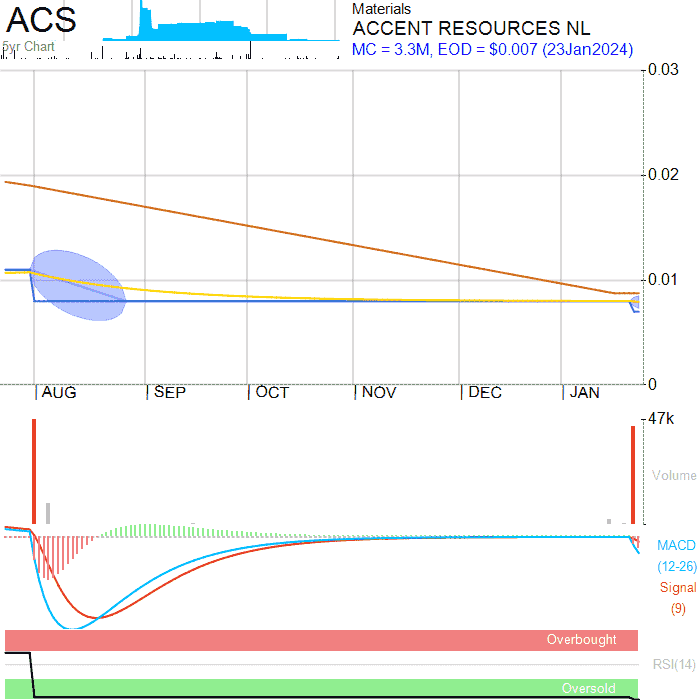 ACS
5yr Chart
Materials
ACCENT RESOURCES NL
MC = 3.3M, EOD = $0.007 (23Jan2024)
0.03
0.02
0.01
0
AUG SEP OCT NOV DEC JAN
47k
Volume
MACD
(12-26)
Signal
(9)
Overbought
RSI(14)
Oversold